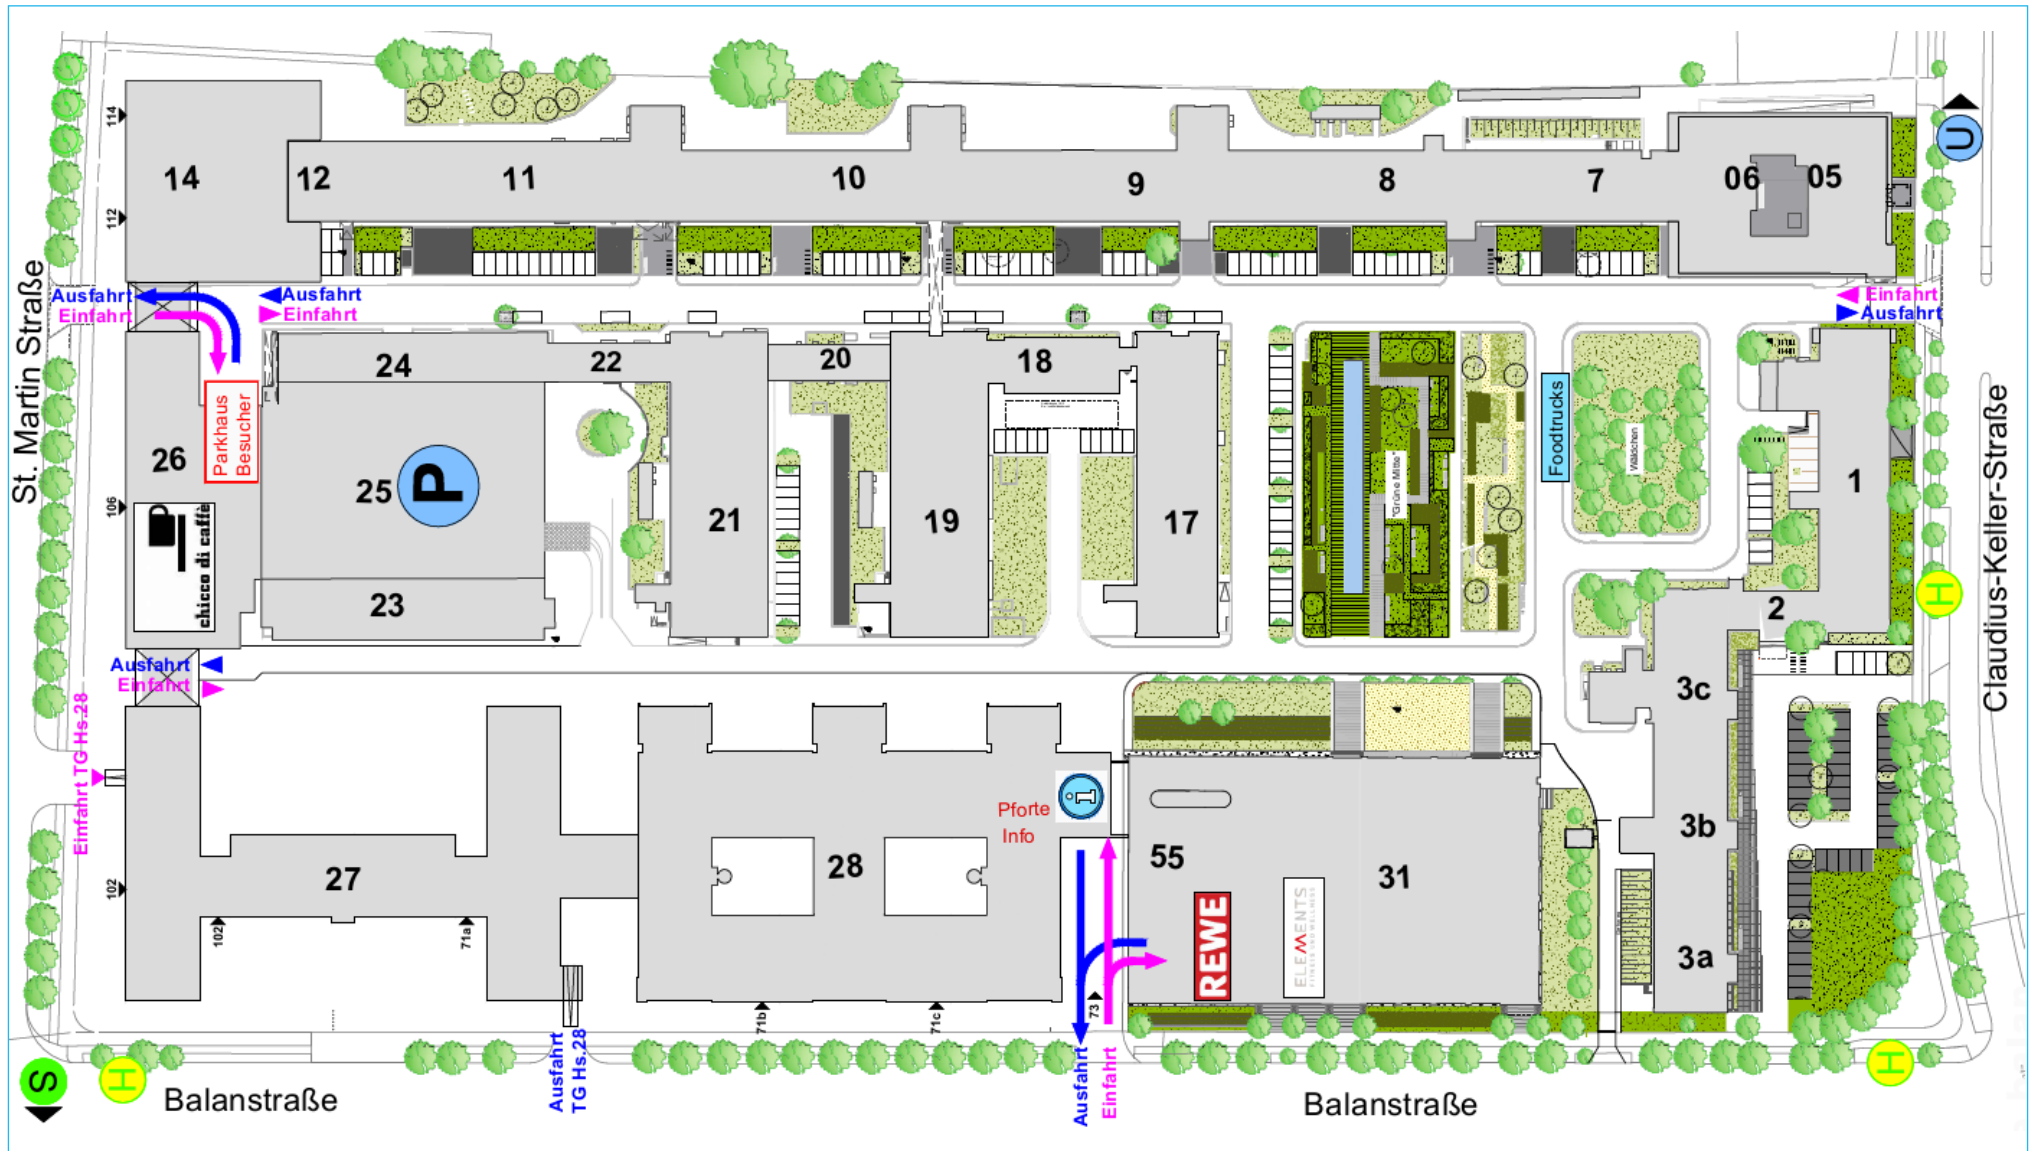 114
112
106
102
102
71a
71b
71c
73
14
12
11
10
9
8
7
06
05
U
St. Martin Straße
Ausfahrt
Einfahrt
Ausfahrt
Einfahrt
Einfahrt
Ausfahrt
24
22
20
18
Parkhaus
Besucher
26
25
P
21
19
17
"Grüne Mitte"
Foodtrucks
Wäldchen
1
Claudius-Keller-Straße
chicco di caffè
23
2
H
Ausfahrt
Einfahrt
Einfahrt TG Hs.28
3c
3b
3a
Pforte
Info
i
27
28
55
31
REWE
ELEMENTS
Ausfahrt
TG Hs.28
Ausfahrt
Einfahrt
S
H
Balanstraße
Balanstraße
H